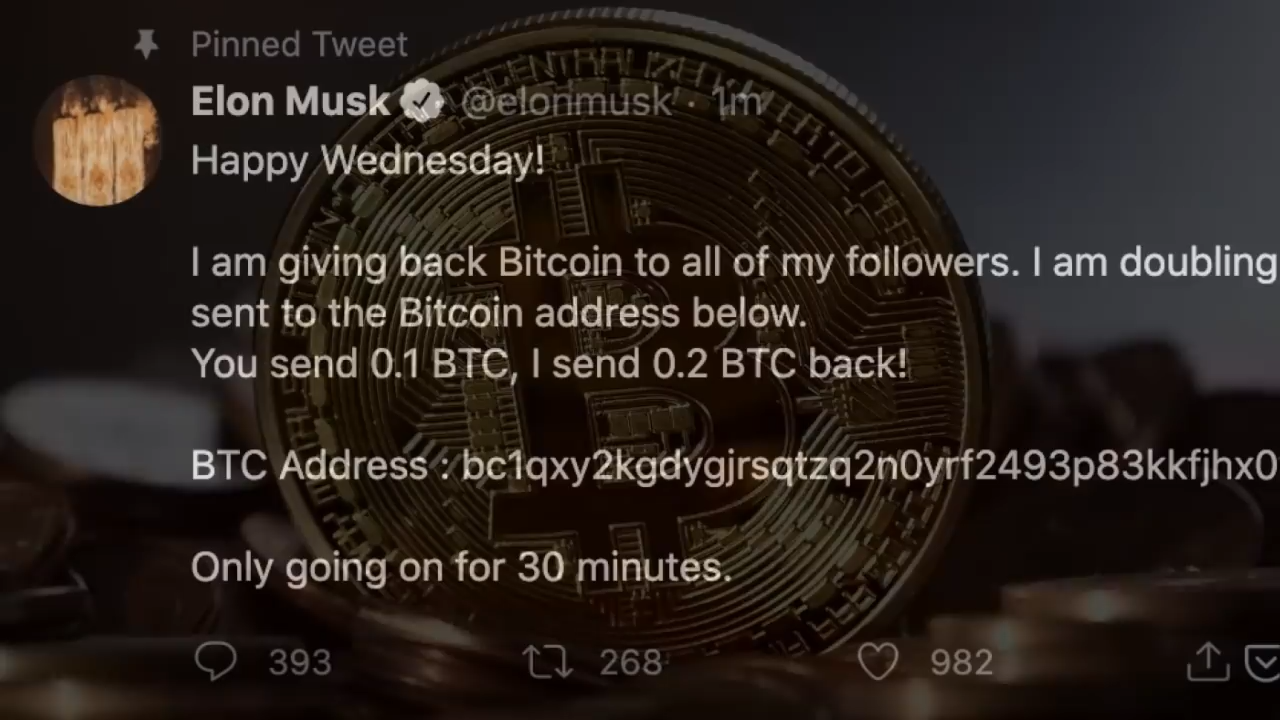 Pinned Tweet
Elon Musk @elonmusk · 1m
Happy Wednesday!
I am giving back Bitcoin to all of my followers. I am doubling
sent to the Bitcoin address below.
You send 0.1 BTC, I send 0.2 BTC back!
BTC Address : bc1qxy2kgdygjrsqtzq2n0yrf2493p83kkfjhx0
Only going on for 30 minutes.
393 268 982